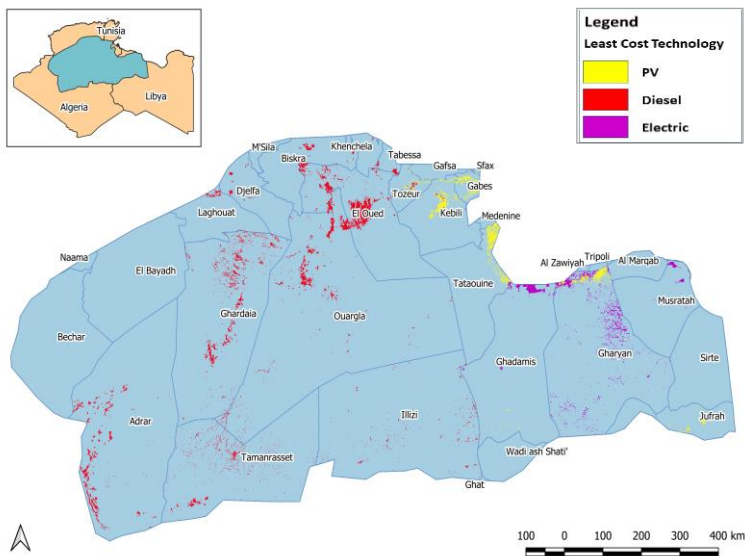 Tunisia
Algeria
Libya
Legend
Least Cost Technology
PV
Diesel
Electric
M'Sila
Khenchela
Biskra
Tabessa
Gafsa
Sfax
Djelfa
Tozeur
Gabes
Laghouat
El Oued
Kebili
Medenine
Naama
El Bayadh
Al Zawiyah
Tripoli
Al Marqab
Tataouine
Musratah
Ghardaia
Ouargla
Bechar
Ghadamis
Gharyan
Sirte
Adrar
Illizi
Jufrah
Tamanrasset
Wadi ash Shati'
Ghat
100 0 100 200 300 400 km